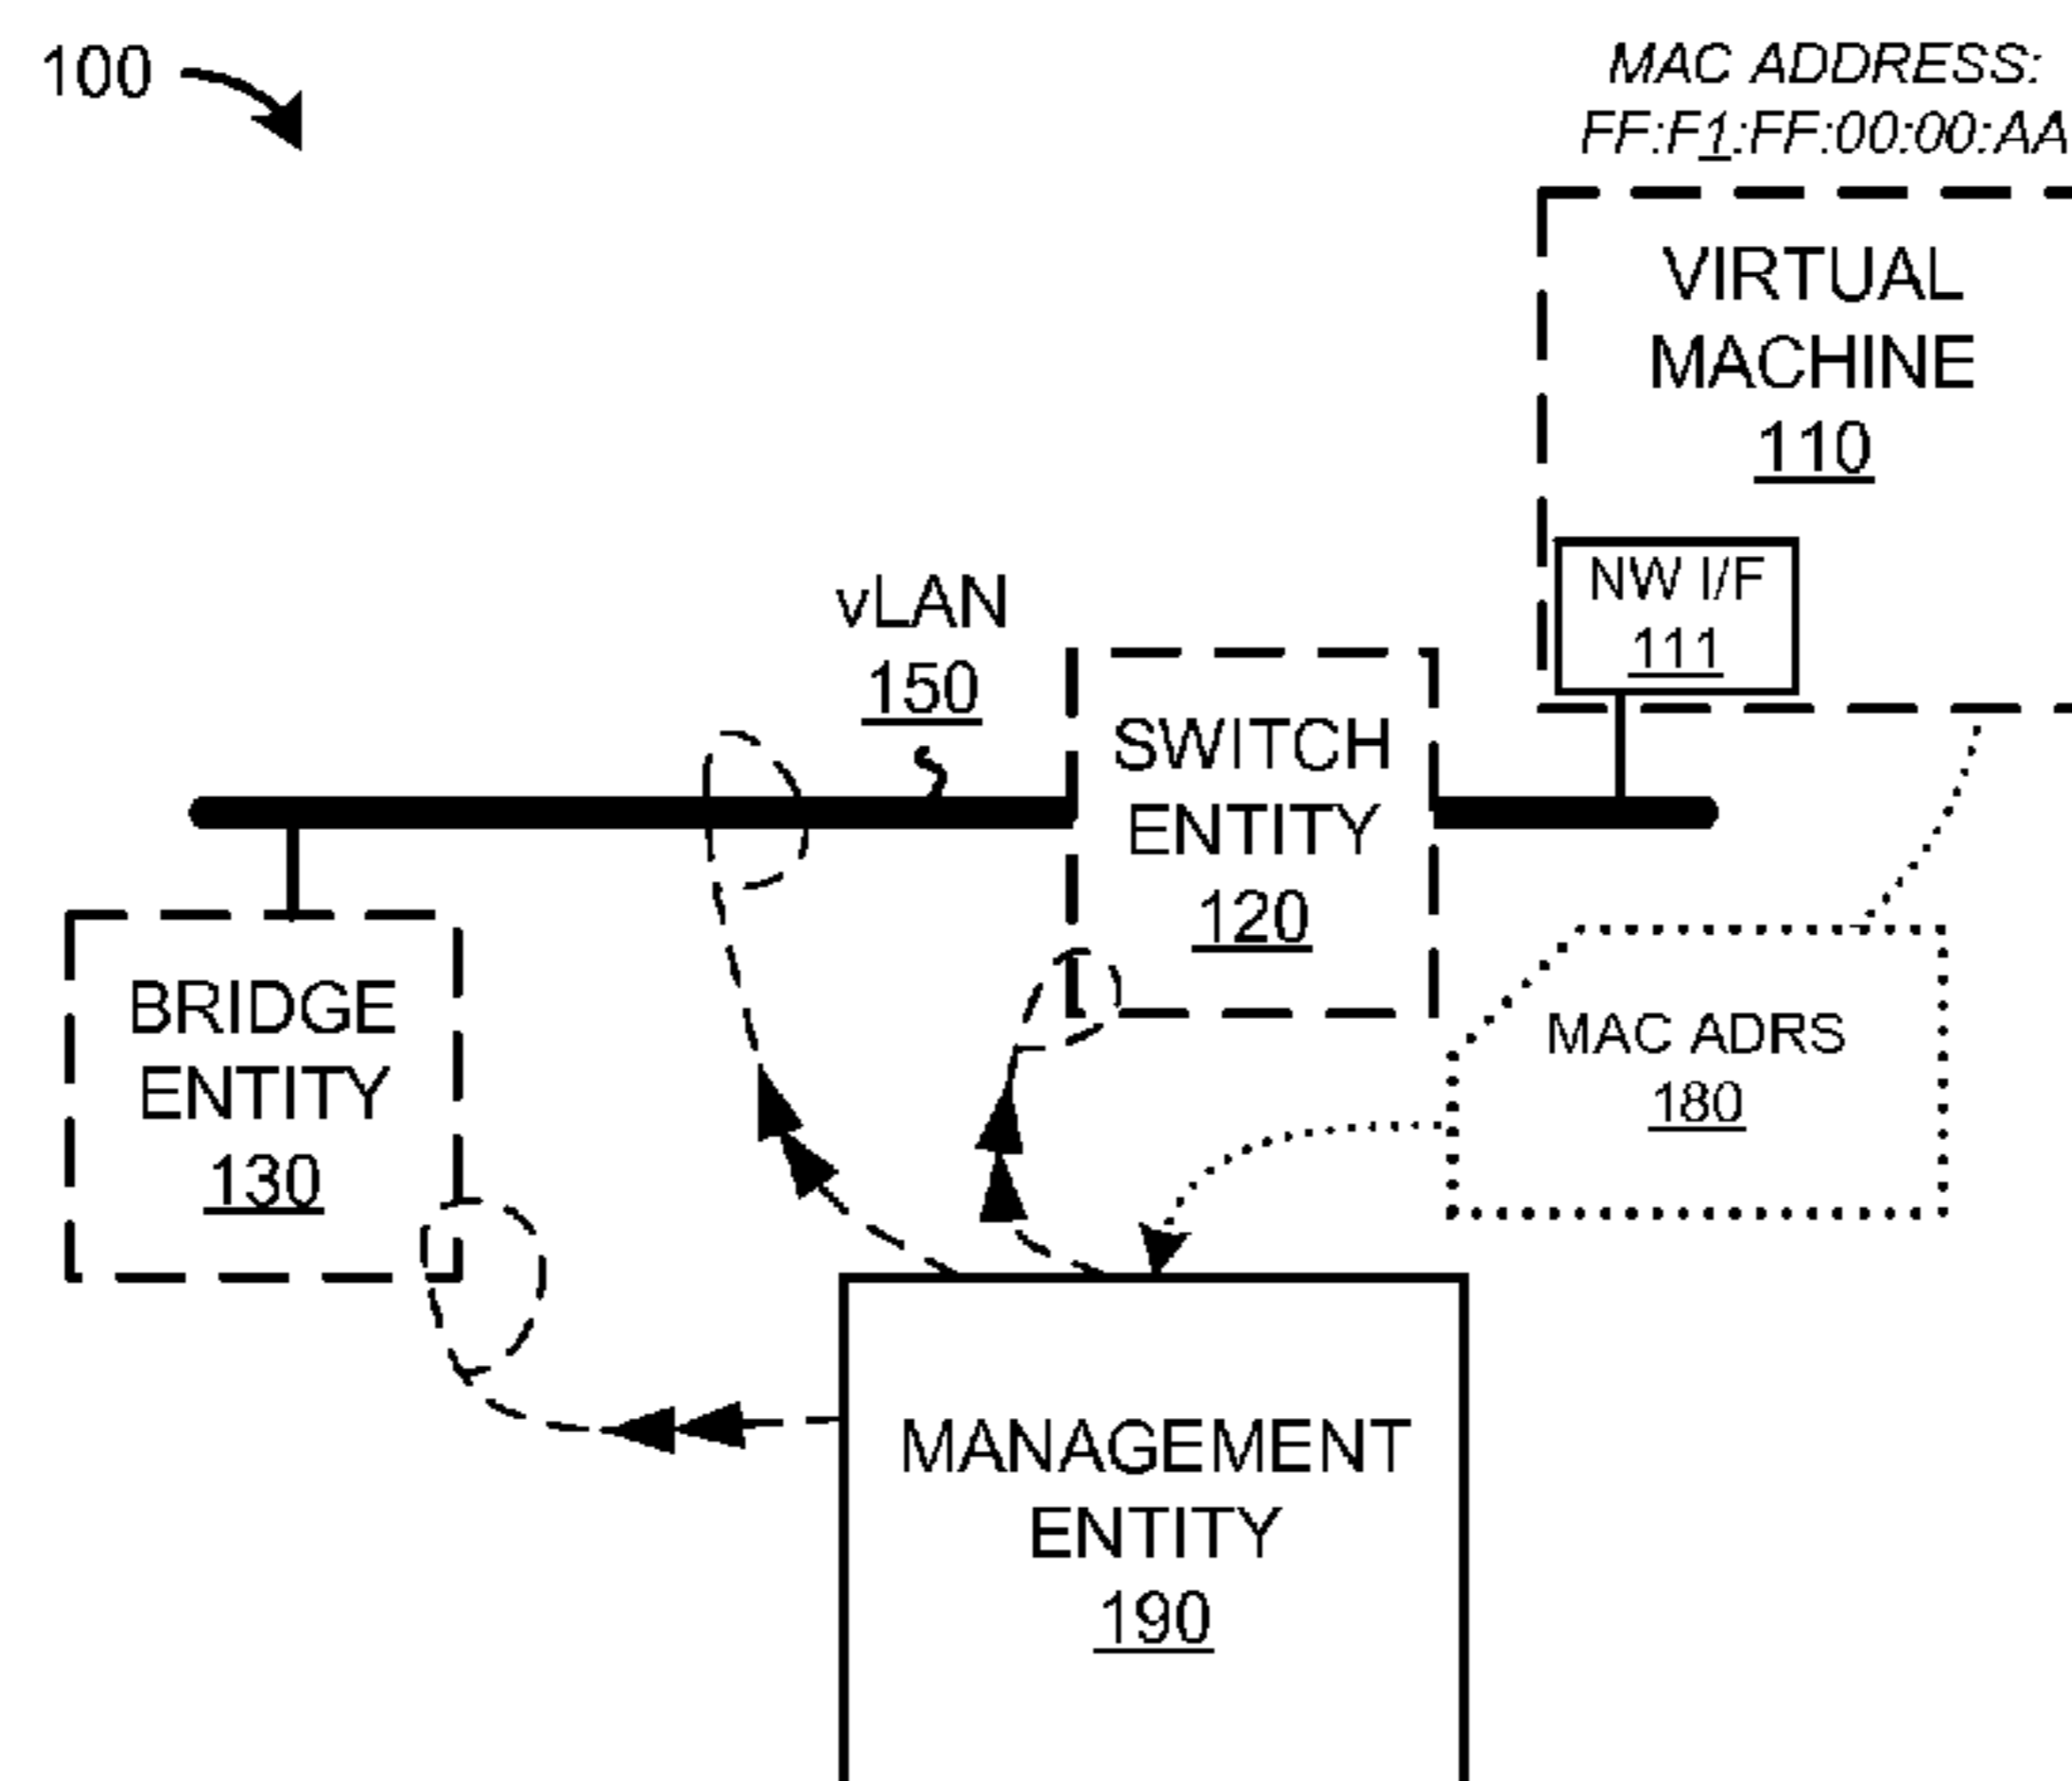 100
MAC ADDRESS:
FF:F1:FF:00:00:AA
VIRTUAL
MACHINE
110
NW I/F
111
vLAN
150
SWITCH
ENTITY
120
BRIDGE
ENTITY
130
MAC ADRS
180
MANAGEMENT
ENTITY
190